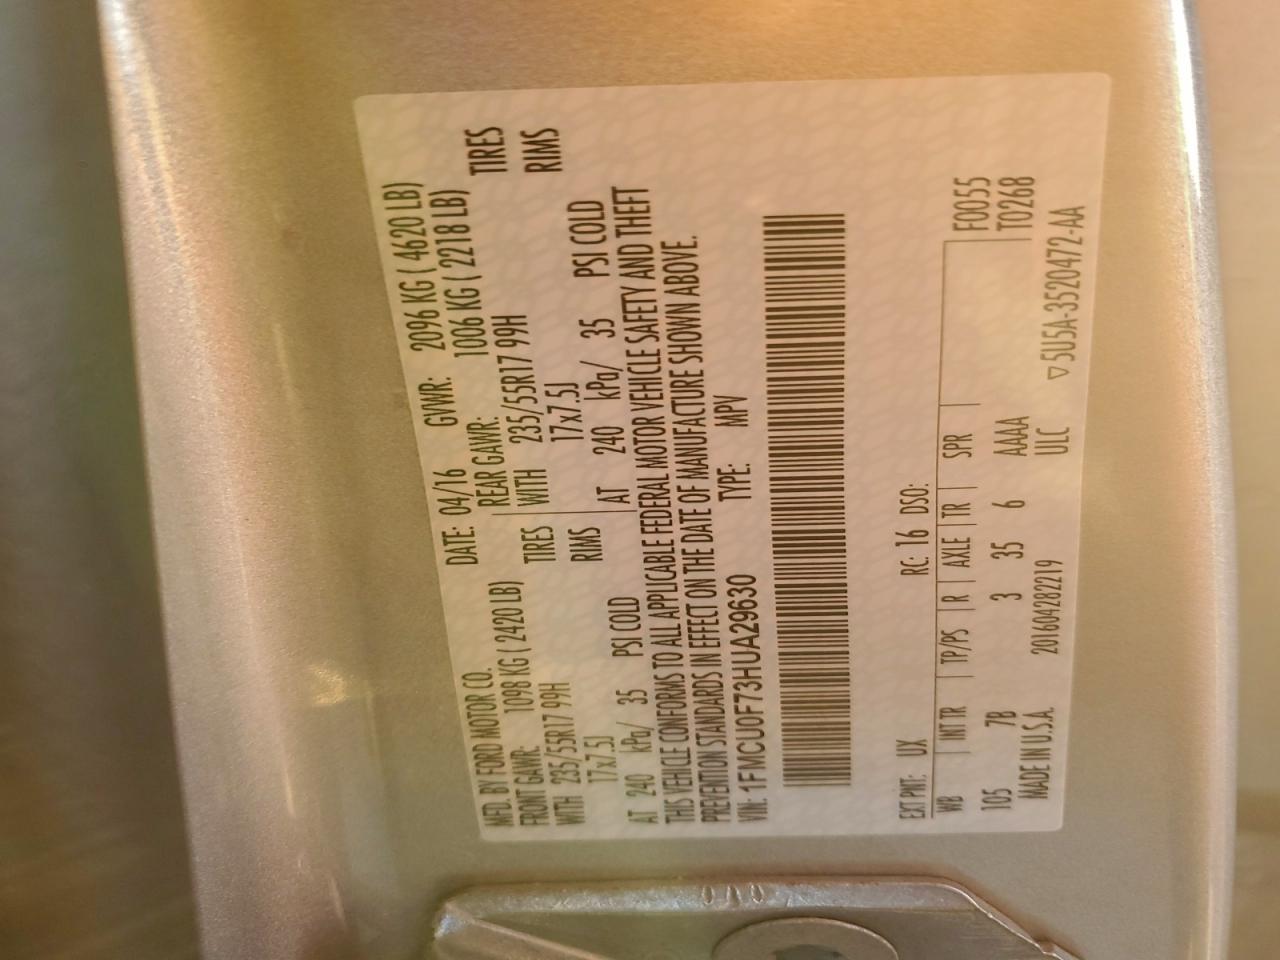 MFD. BY FORD MOTOR CO. DATE: 04/16 GVWR: 2096 KG ( 4620 LB)
FRONT GAWR: 1098 KG ( 2420 LB) REAR GAWR: 1006 KG ( 2218 LB)
WITH 235/55R17 99H TIRES WITH 235/55R17 99H TIRES
17x7.5J RIMS 17x7.5J RIMS
AT 240 kPa/ 35 PSI COLD AT 240 kPa/ 35 PSI COLD
THIS VEHICLE CONFORMS TO ALL APPLICABLE FEDERAL MOTOR VEHICLE SAFETY AND THEFT
PREVENTION STANDARDS IN EFFECT ON THE DATE OF MANUFACTURE SHOWN ABOVE.
VIN: 1FMCU0F73HUA29630 TYPE: MPV
EXT PNT: UX RC: 16 DSO: F0055
WB INT TR TP/PS R AXLE TR SPR T0268
105 7B 3 35 6 AAAA
MADE IN U.S.A. 201604282219 ULC ▽5U5A-3520472-AA